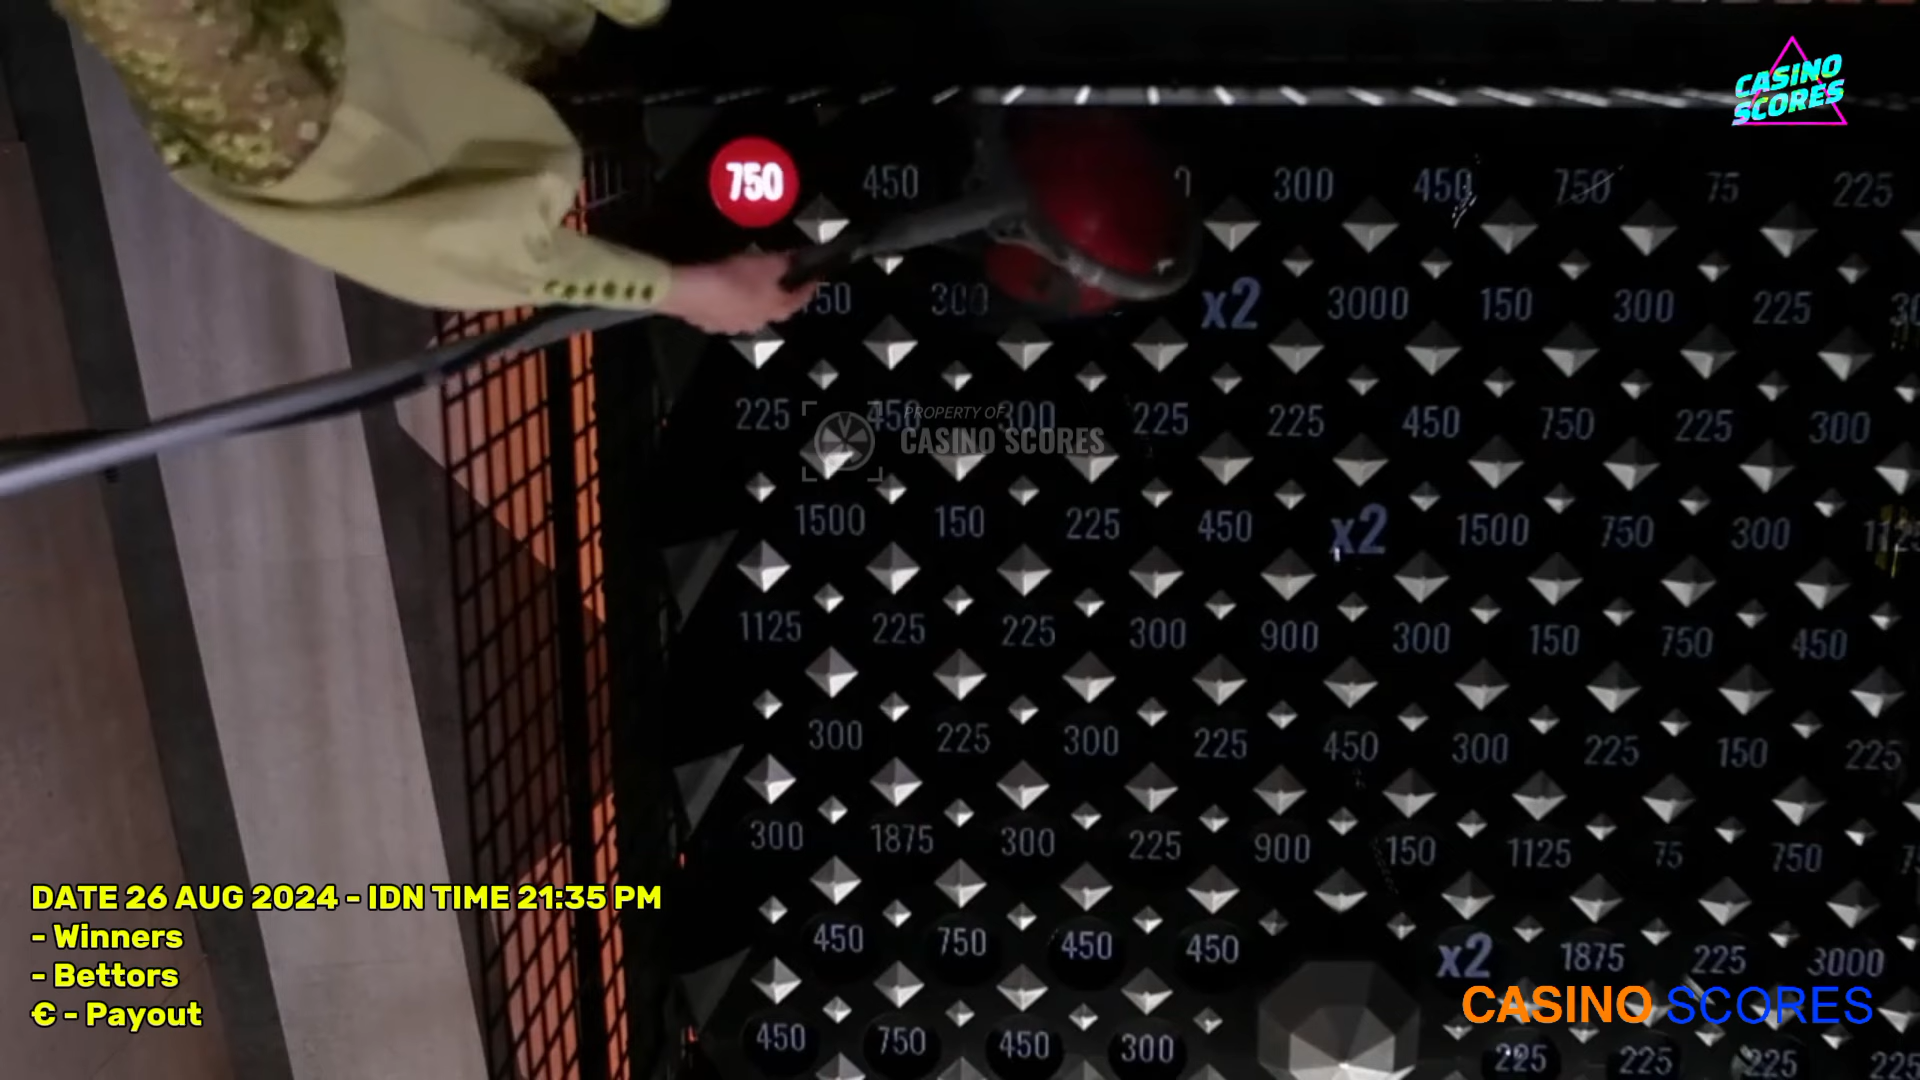 CASINO
SCORES
750 450 300 450 750 75 225
x2 3000 150 300 225
225 450 300 225 225 450 750 225 300
PROPERTY OF
CASINO SCORES
1500 150 225 450 x2 1500 750 300 1125
1125 225 225 300 900 300 150 750 450
300 225 300 225 450 300 225 150 225
300 1875 300 225 900 150 1125 75 750
450 750 450 450 x2 1875 225 3000
450 750 450 300 225 225 225 225
DATE 26 AUG 2024 - IDN TIME 21:35 PM
- Winners
- Bettors
€ - Payout
CASINO SCORES